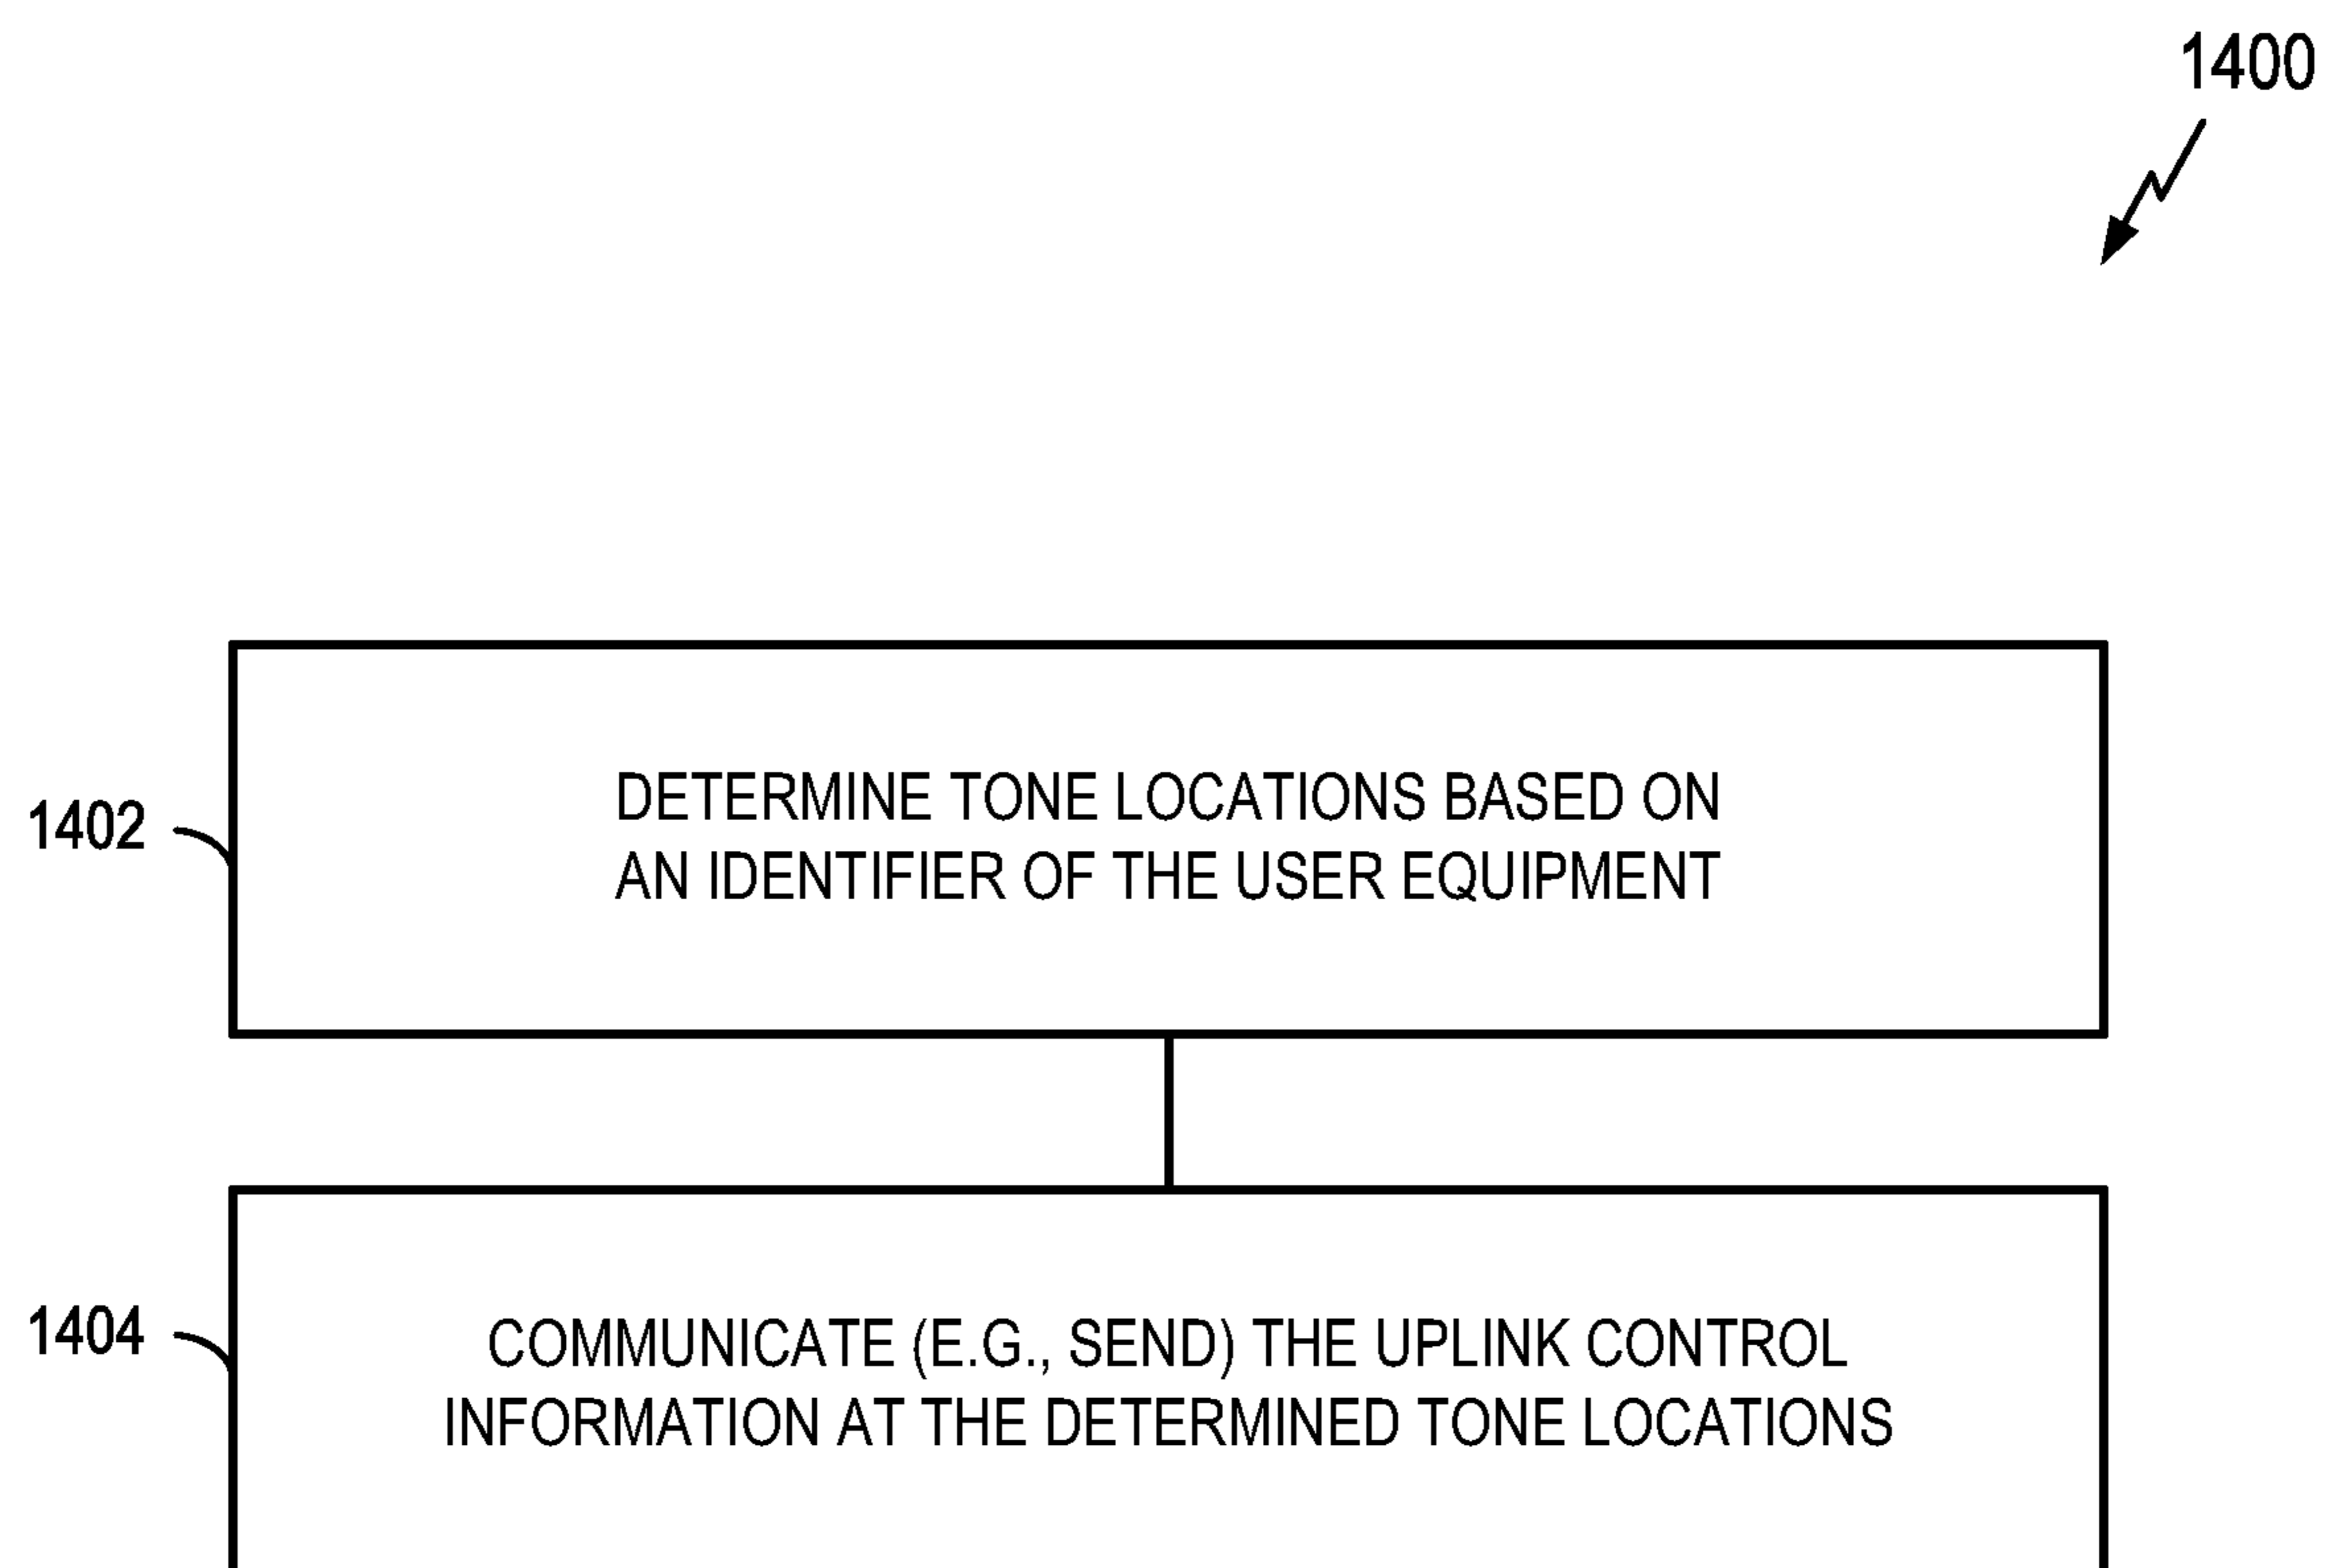 1400
1402
DETERMINE TONE LOCATIONS BASED ON
AN IDENTIFIER OF THE USER EQUIPMENT
1404
COMMUNICATE (E.G., SEND) THE UPLINK CONTROL
INFORMATION AT THE DETERMINED TONE LOCATIONS